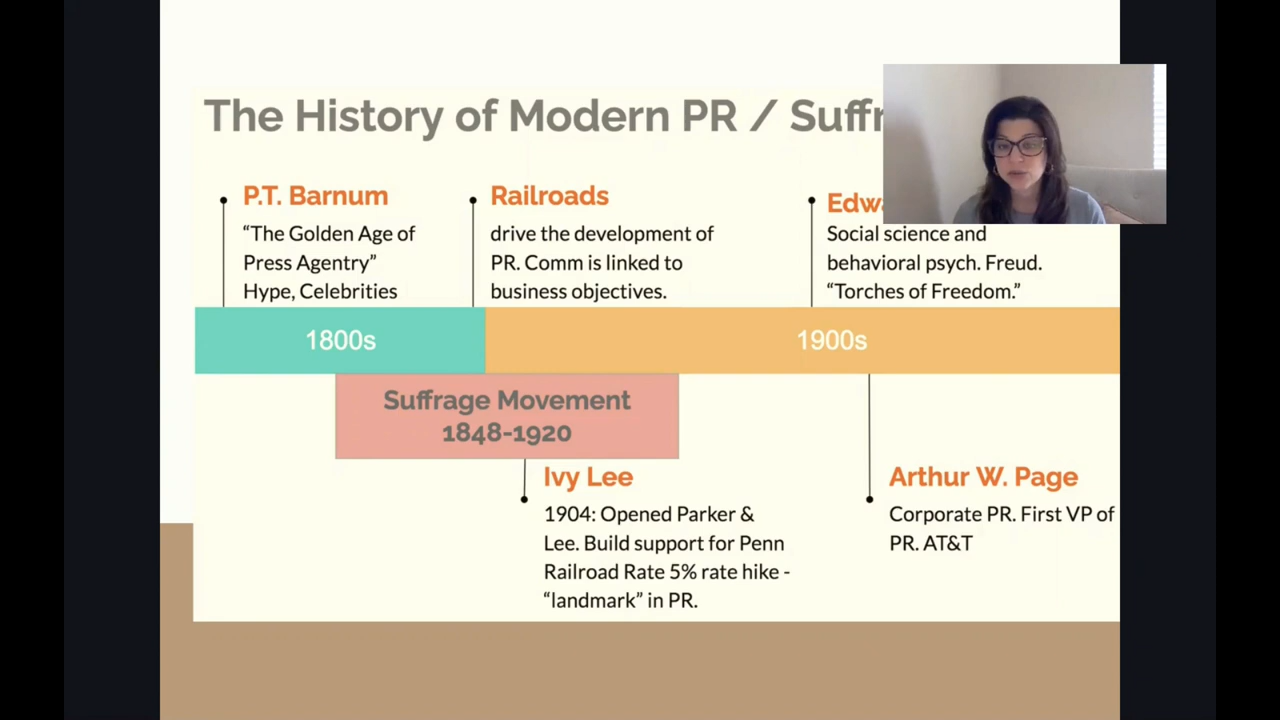 The History of Modern PR / Suffr
P.T. Barnum
“The Golden Age of
Press Agentry”
Hype, Celebrities
Railroads
drive the development of
PR. Comm is linked to
business objectives.
Edwa
Social science and
behavioral psych. Freud.
“Torches of Freedom.”
1800s
1900s
Suffrage Movement
1848-1920
Ivy Lee
1904: Opened Parker &
Lee. Build support for Penn
Railroad Rate 5% rate hike -
“landmark” in PR.
Arthur W. Page
Corporate PR. First VP of
PR. AT&T